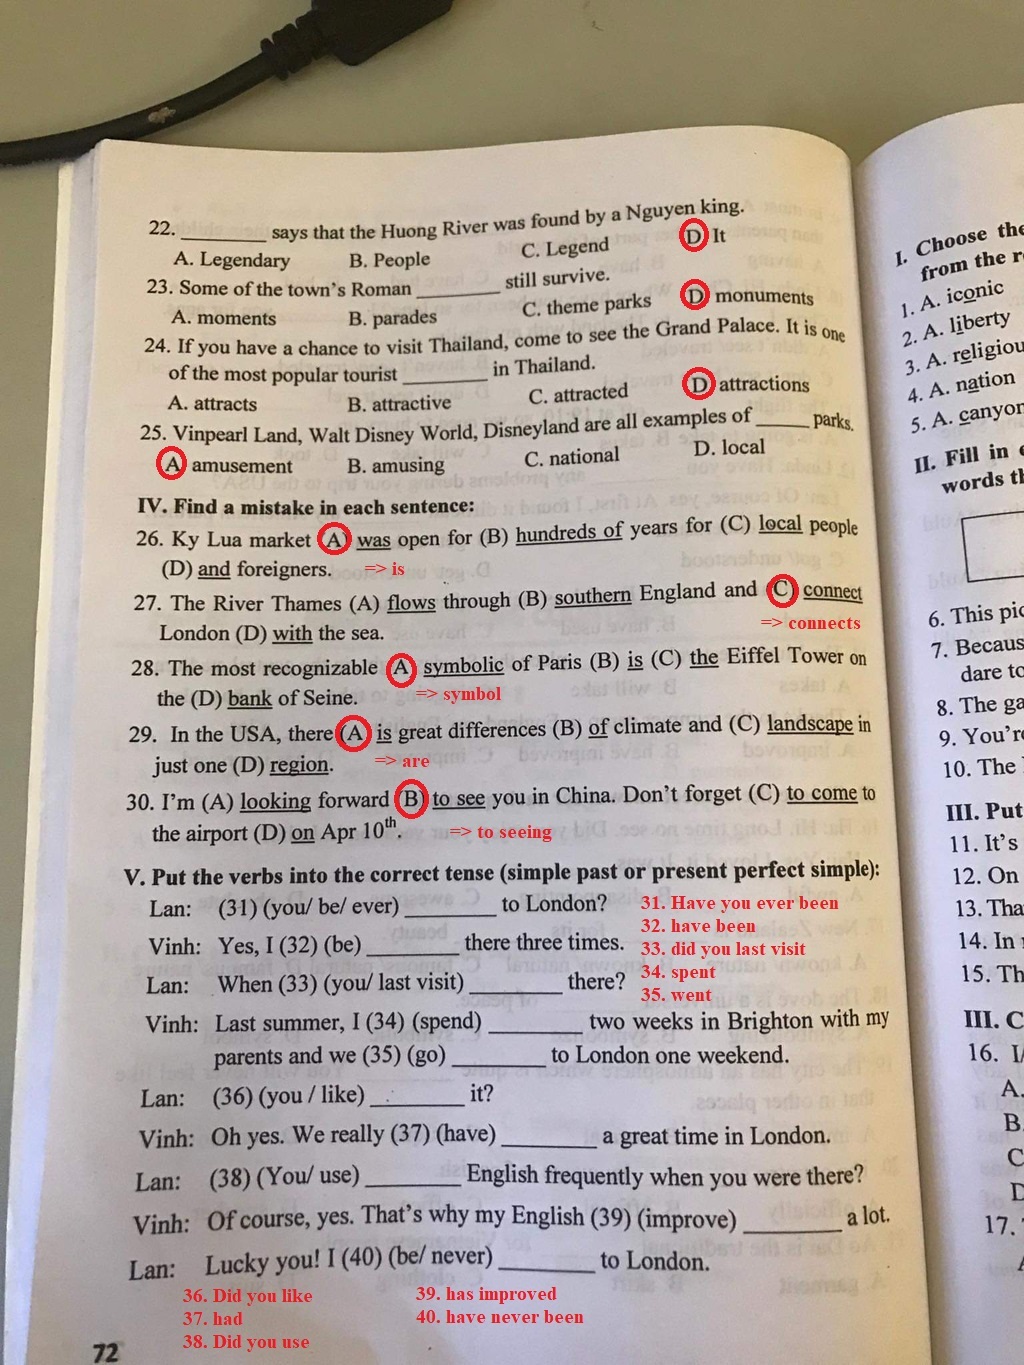 22. ________ says that the Huong River was found by a Nguyen king.
A. Legendary B. People C. Legend D It
23. Some of the town's Roman ________ still survive.
A. moments B. parades C. theme parks D monuments
24. If you have a chance to visit Thailand, come to see the Grand Palace. It is one
of the most popular tourist ________ in Thailand.
A. attracts B. attractive C. attracted D attractions
25. Vinpearl Land, Walt Disney World, Disneyland are all examples of _____ parks.
A amusement B. amusing C. national D. local
IV. Find a mistake in each sentence:
26. Ky Lua market A) was open for (B) hundreds of years for (C) local people
(D) and foreigners. => is
27. The River Thames (A) flows through (B) southern England and C) connect
London (D) with the sea. => connects
28. The most recognizable A symbolic of Paris (B) is (C) the Eiffel Tower on
the (D) bank of Seine. => symbol
29. In the USA, there (A) is great differences (B) of climate and (C) landscape in
just one (D) region. => are
30. I'm (A) looking forward (B) to see you in China. Don't forget (C) to come to
the airport (D) on Apr 10th. => to seeing
V. Put the verbs into the correct tense (simple past or present perfect simple):
Lan: (31) (you/ be/ ever) ________ to London? 31. Have you ever been
32. have been
Vinh: Yes, I (32) (be) ________ there three times. 33. did you last visit
Lan: When (33) (you/ last visit) ________ there? 34. spent
35. went
Vinh: Last summer, I (34) (spend) ________ two weeks in Brighton with my
parents and we (35) (go) ________ to London one weekend.
Lan: (36) (you / like) ________ it?
Vinh: Oh yes. We really (37) (have) ________ a great time in London.
Lan: (38) (You/ use) ________ English frequently when you were there?
Vinh: Of course, yes. That's why my English (39) (improve) ________ a lot.
Lan: Lucky you! I (40) (be/ never) ________ to London.
36. Did you like 39. has improved
37. had 40. have never been
38. Did you use
72
I. Choose the
from the
1. A. iconic
2. A. liberty
3. A. religiou
4. A. nation
5. A. canyon
II. Fill in
words th
6. This pic
7. Becaus
dare to
8. The ga
9. You're
10. The
III. Put
11. It's
12. On
13. Tha
14. In
15. Th
III. C
16.
A.
B.
C
D
17.